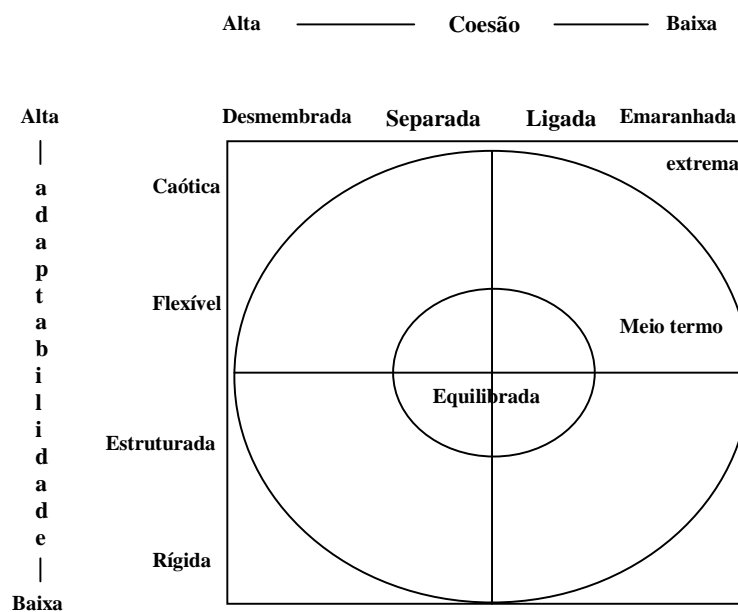 Alta Coesão Baixa
Alta Desmembrada Separada Ligada Emaranhada
extrema
Caótica
a
d
a
p
t
a
b
i
l
i
d
a
d
e
Flexível
Meio termo
Equilibrada
Estruturada
Rígida
Baixa